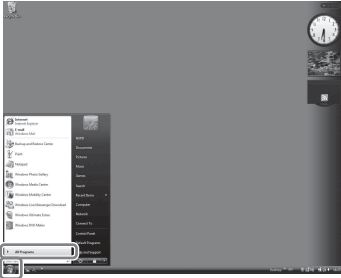 Internet
Internet Explorer
E-mail
Windows Mail
Backup and Restore Center
Paint
Notepad
Windows Photo Gallery
Windows Media Center
Windows Mobility Center
Windows Live Messenger Download
Windows Ultimate Extras
Windows DVD Maker
All Programs
Documents
Pictures
Music
Games
Search
Recent Items
Computer
Network
Connect To
Control Panel
Default Programs
Help and Support
Desktop